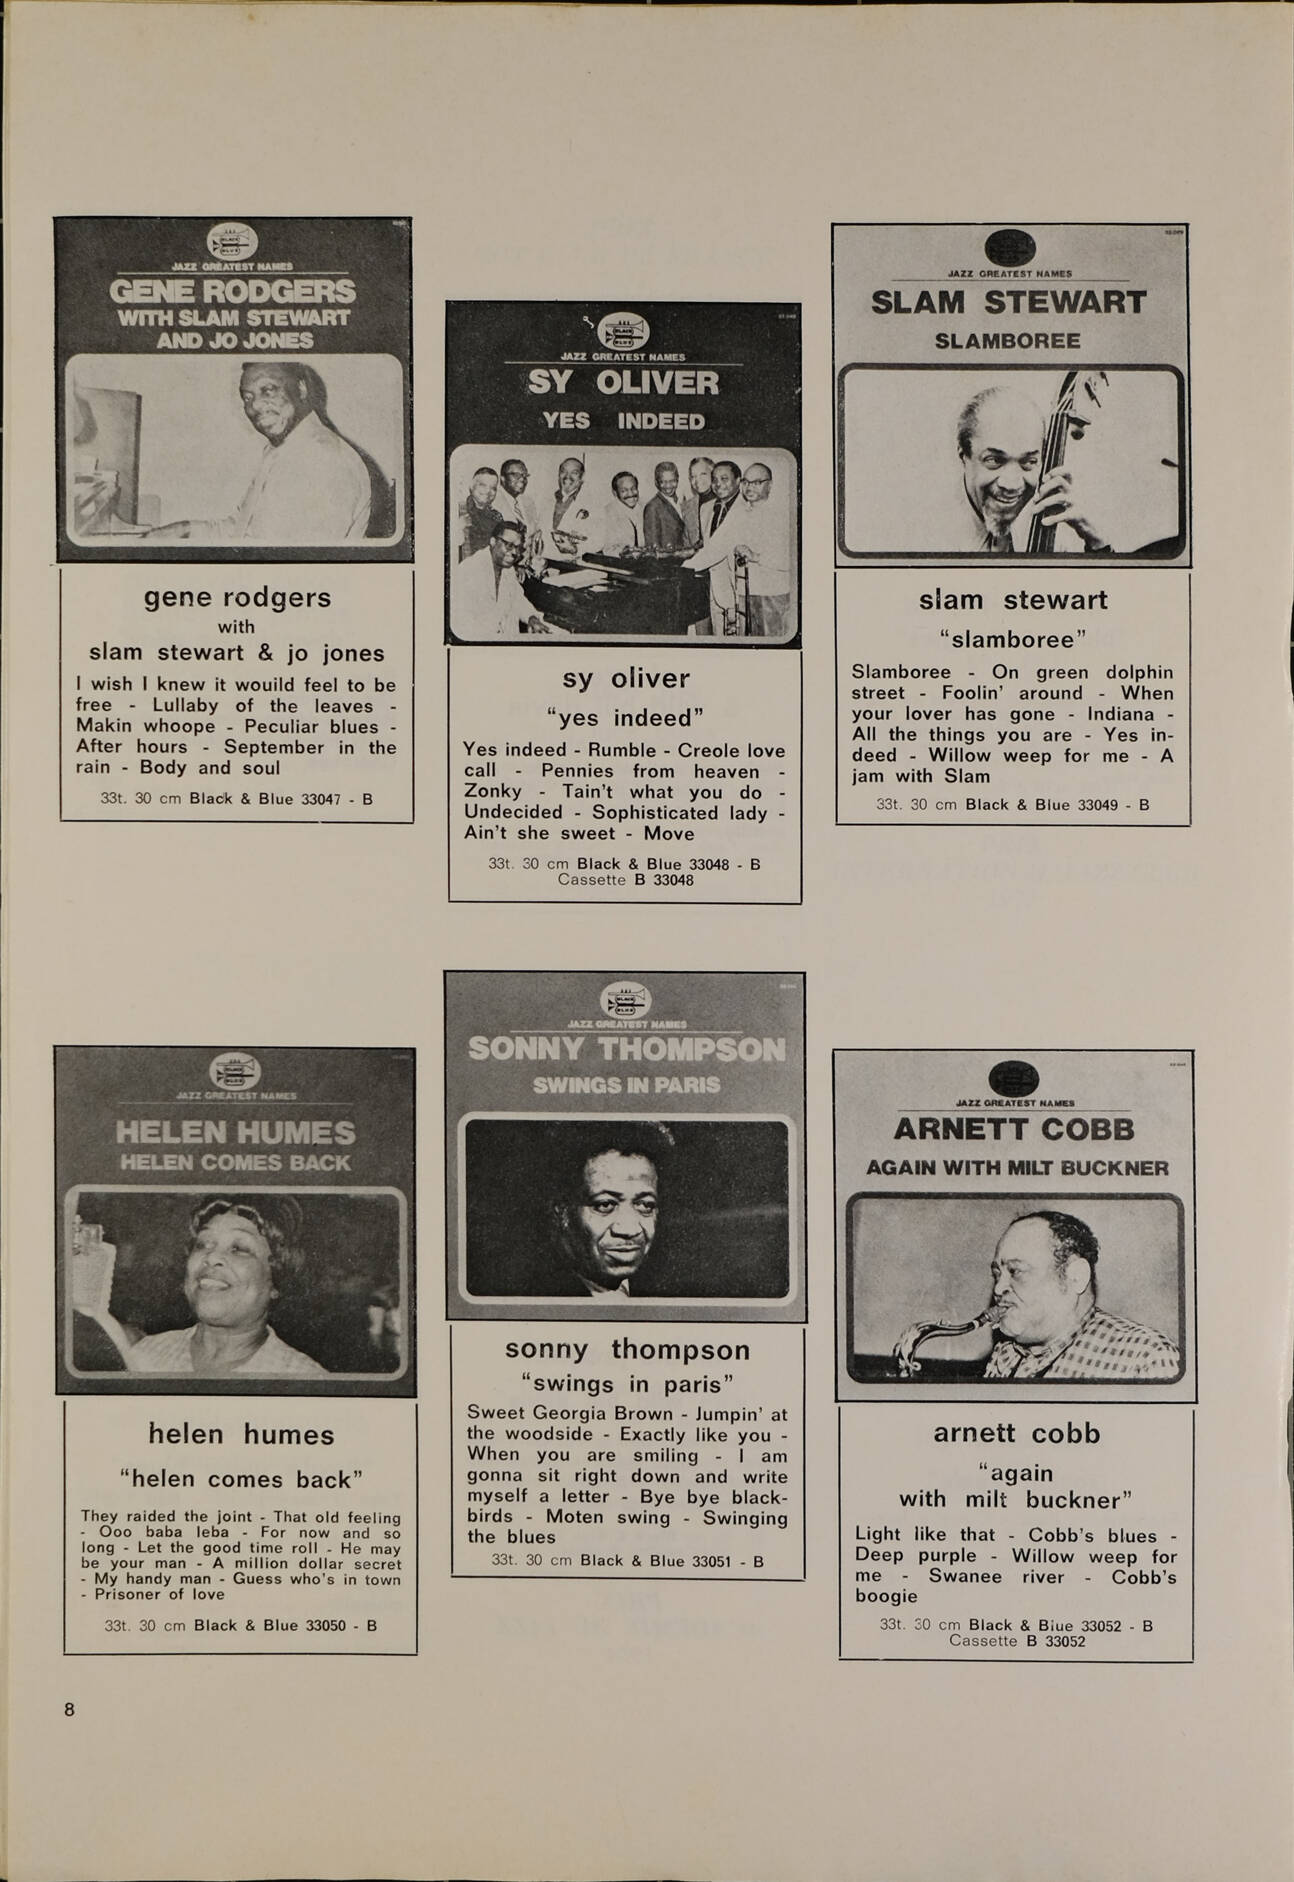 BLACK
BLUE
JAZZ GREATEST NAMES
GENE RODGERS
WITH SLAM STEWART
AND JO JONES
gene rodgers
with
slam stewart & jo jones
I wish I knew it wouild feel to be
free - Lullaby of the leaves -
Makin whoope - Peculiar blues -
After hours - September in the
rain - Body and soul
33t. 30 cm Black & Blue 33047 - B
BLACK
BLUE
JAZZ GREATEST NAMES
SY OLIVER
YES INDEED
sy oliver
“yes indeed”
Yes indeed - Rumble - Creole love
call - Pennies from heaven -
Zonky - Tain't what you do -
Undecided - Sophisticated lady -
Ain't she sweet - Move
33t. 30 cm Black & Blue 33048 - B
Cassette B 33048
JAZZ GREATEST NAMES
SLAM STEWART
SLAMBOREE
slam stewart
“slamboree”
Slamboree - On green dolphin
street - Foolin' around - When
your lover has gone - Indiana -
All the things you are - Yes in-
deed - Willow weep for me - A
jam with Slam
33t. 30 cm Black & Blue 33049 - B
BLACK
BLUE
JAZZ GREATEST NAMES
HELEN HUMES
HELEN COMES BACK
helen humes
“helen comes back”
They raided the joint - That old feeling
- Ooo baba leba - For now and so
long - Let the good time roll - He may
be your man - A million dollar secret
- My handy man - Guess who's in town
- Prisoner of love
33t. 30 cm Black & Blue 33050 - B
BLACK
BLUE
JAZZ GREATEST NAMES
SONNY THOMPSON
SWINGS IN PARIS
sonny thompson
“swings in paris”
Sweet Georgia Brown - Jumpin' at
the woodside - Exactly like you -
When you are smiling - I am
gonna sit right down and write
myself a letter - Bye bye black-
birds - Moten swing - Swinging
the blues
33t. 30 cm Black & Blue 33051 - B
JAZZ GREATEST NAMES
ARNETT COBB
AGAIN WITH MILT BUCKNER
arnett cobb
“again
with milt buckner”
Light like that - Cobb's blues -
Deep purple - Willow weep for
me - Swanee river - Cobb's
boogie
33t. 30 cm Black & Blue 33052 - B
Cassette B 33052
8